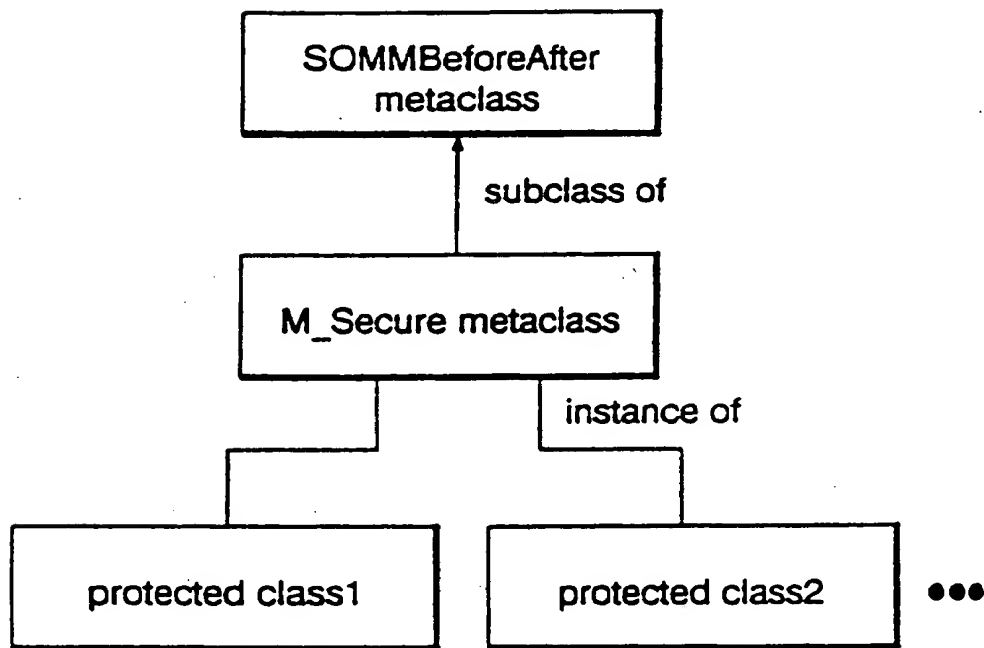 SOMMBeforeAfter
metaclass
subclass of
M_Secure metaclass
instance of
protected class1
protected class2